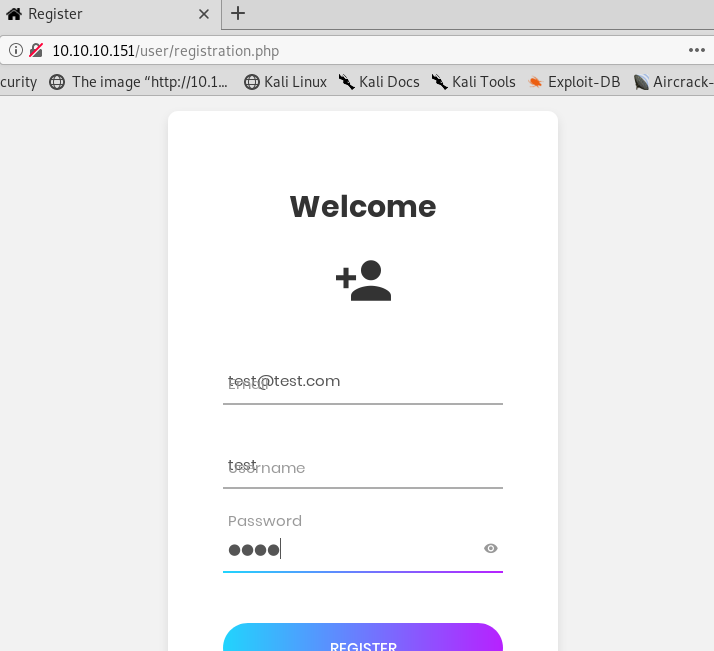 Register
10.10.10.151/user/registration.php
curity The image “http://10.1... Kali Linux Kali Docs Kali Tools Exploit-DB Aircrack-
Welcome
test@test.com
Email
test
Username
Password
REGISTER